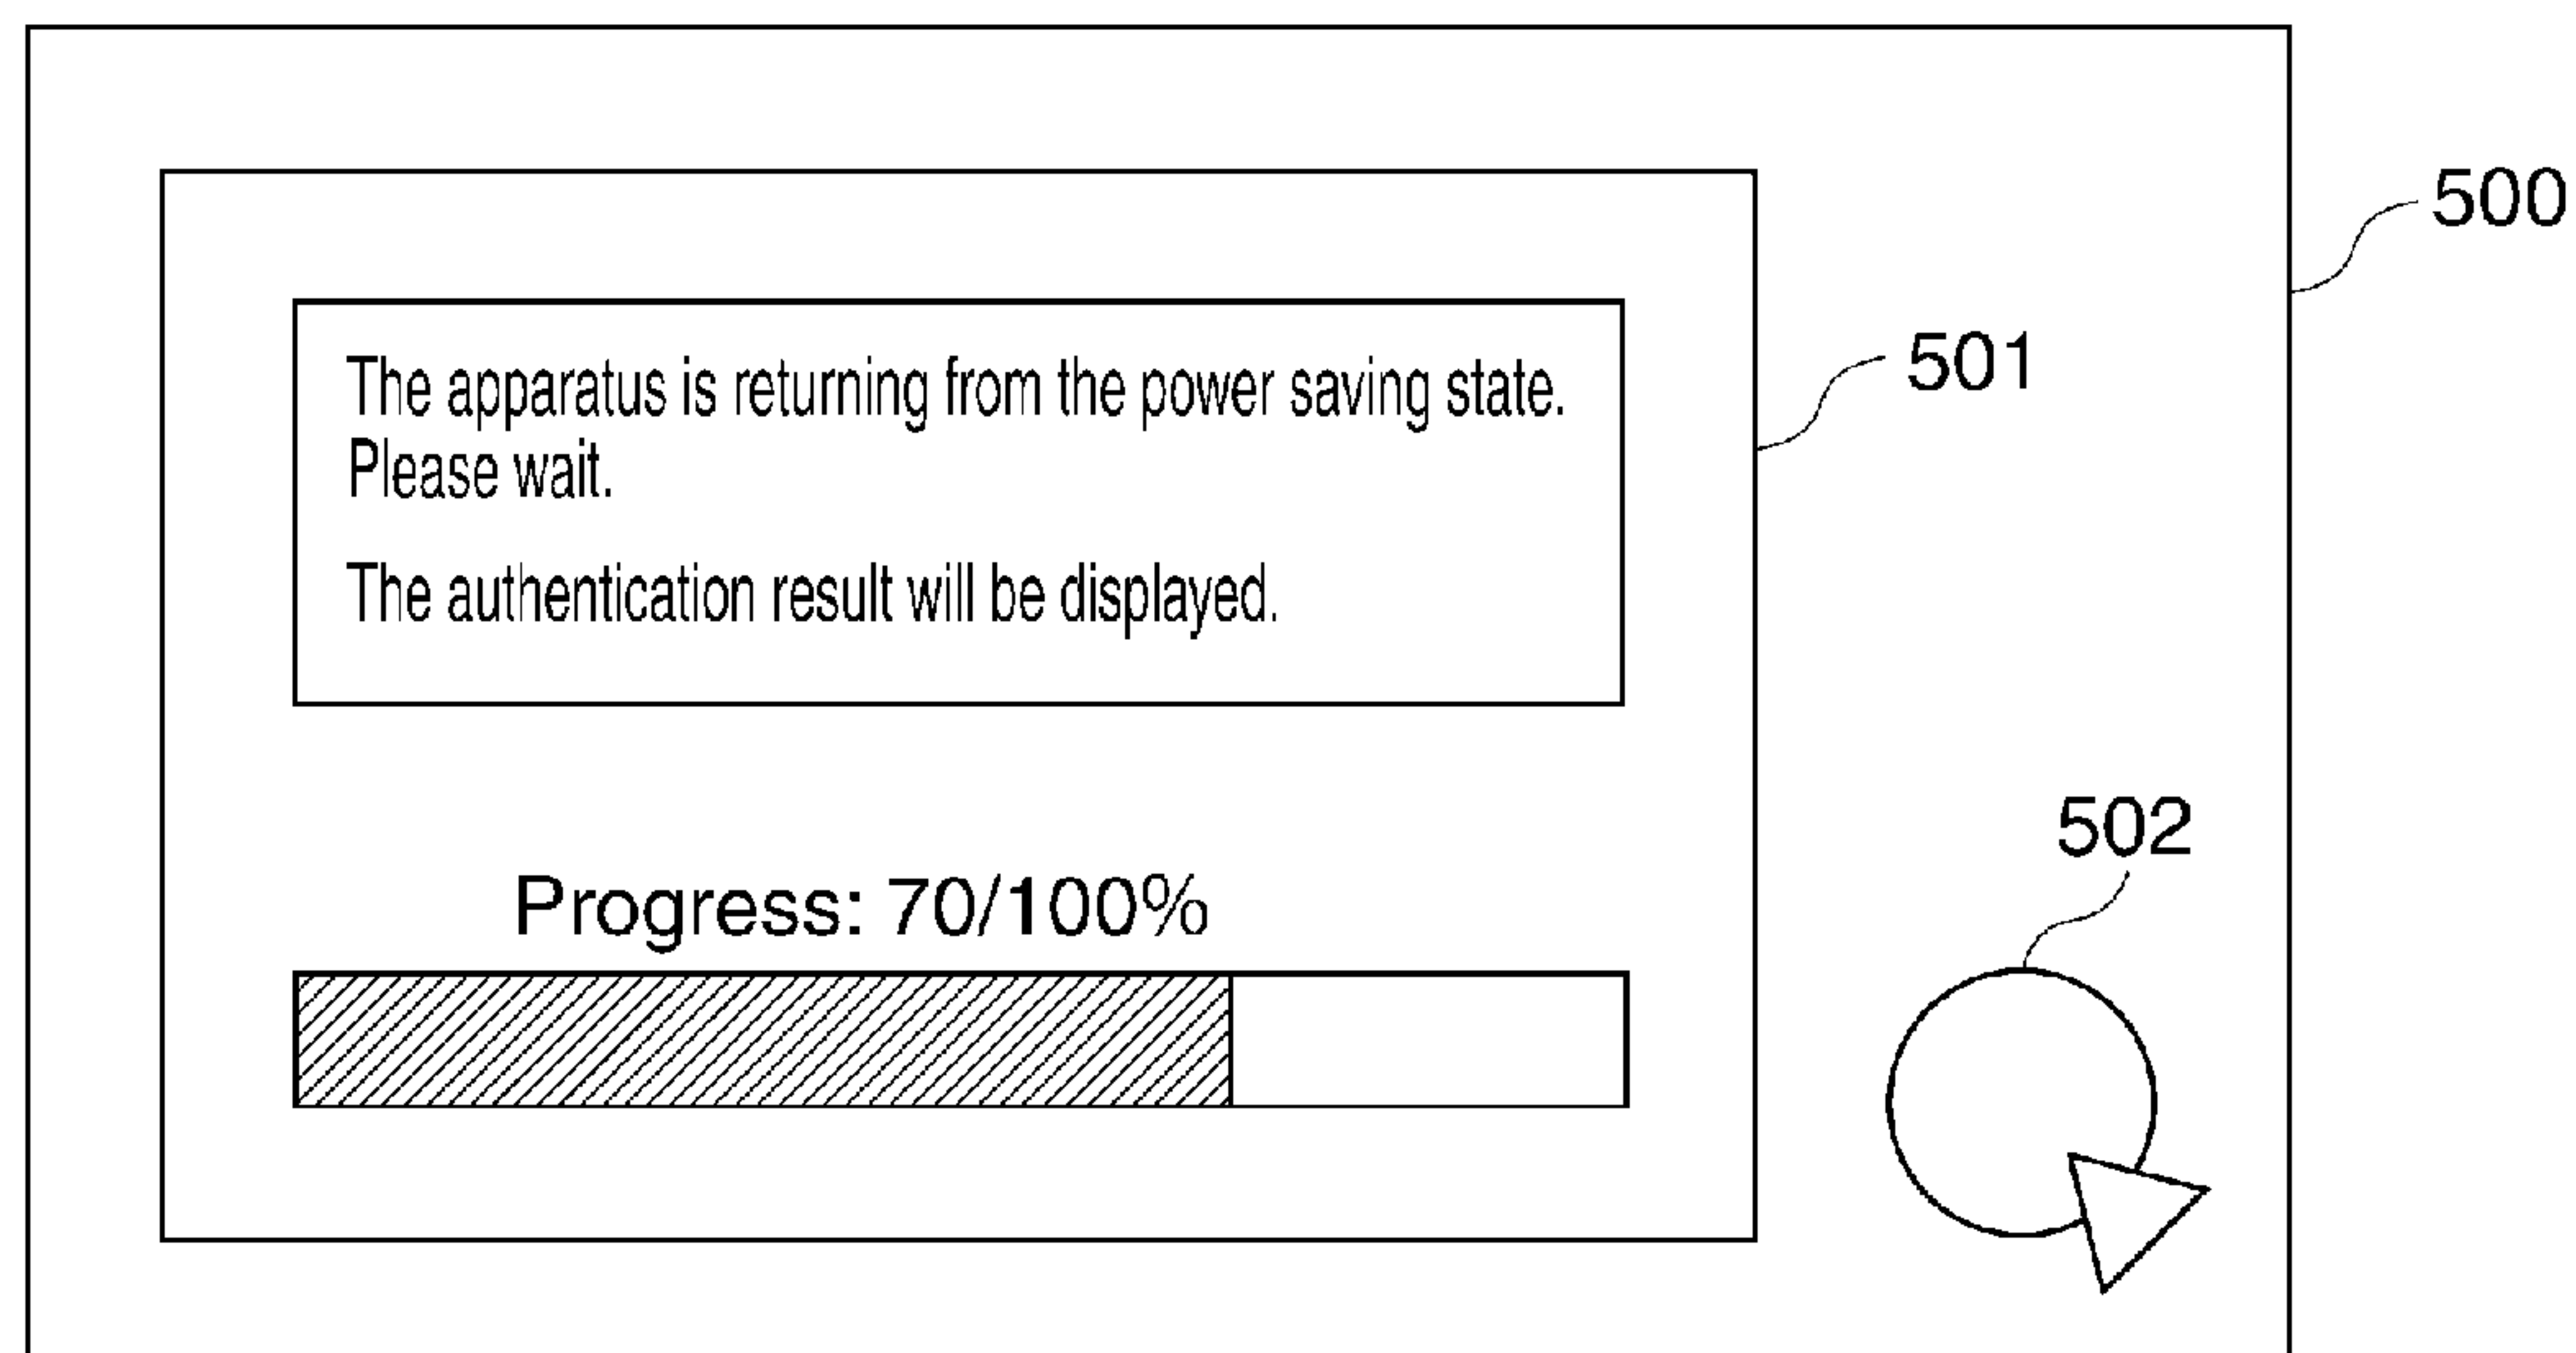 500
501
The apparatus is returning from the power saving state.
Please wait.
The authentication result will be displayed.
502
Progress: 70/100%